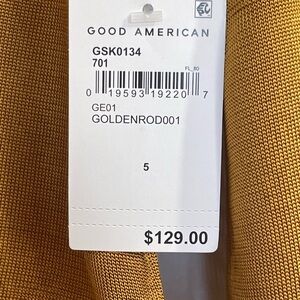 GOOD AMERICAN
GSK0134
701
FL_80
0 19593 19220 7
GE01
GOLDENROD001
5
$129.00